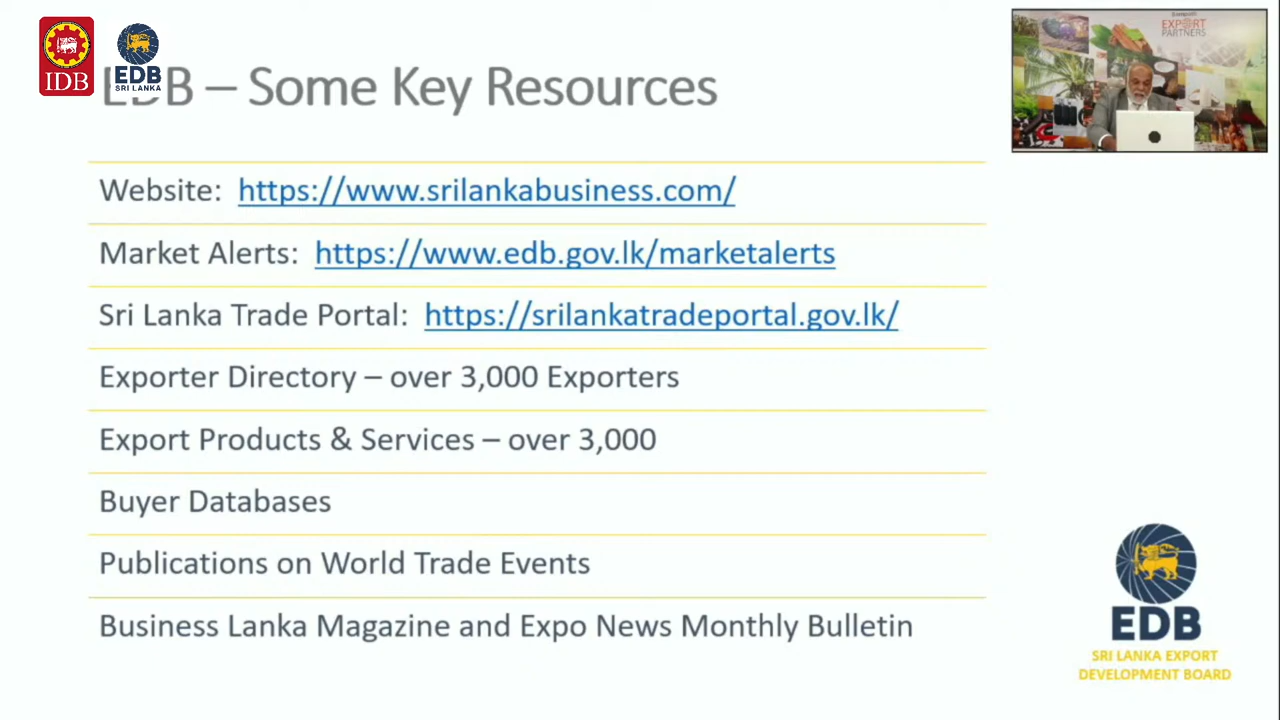 IDB
EDB
SRI LANKA
EDB – Some Key Resources
EXPORT
PARTNERS
Website: https://www.srilankabusiness.com/
Market Alerts: https://www.edb.gov.lk/marketalerts
Sri Lanka Trade Portal: https://srilankatradeportal.gov.lk/
Exporter Directory – over 3,000 Exporters
Export Products & Services – over 3,000
Buyer Databases
Publications on World Trade Events
Business Lanka Magazine and Expo News Monthly Bulletin
EDB
SRI LANKA EXPORT
DEVELOPMENT BOARD